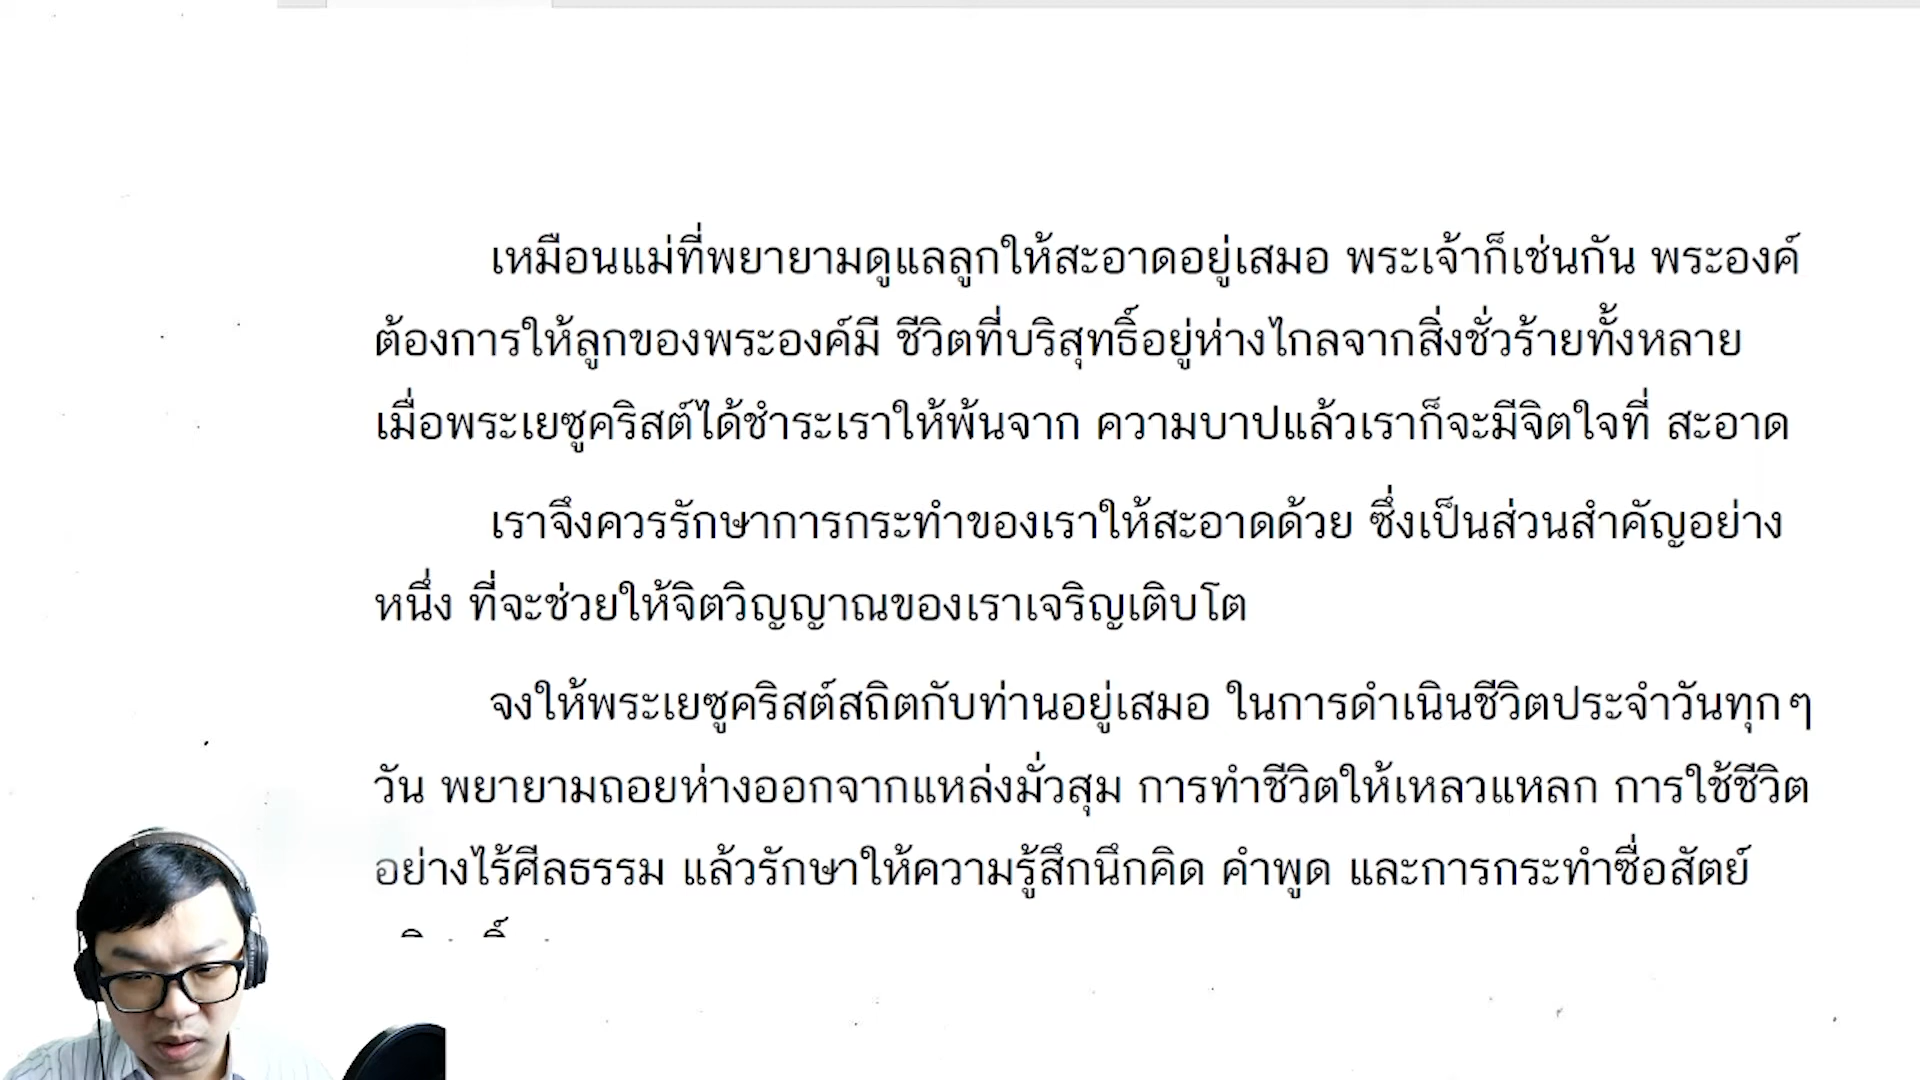 เหมือนแม่ที่พยายามดูแลลูกให้สะอาดอยู่เสมอ พระเจ้าก็เช่นกัน พระองค์
ต้องการให้ลูกของพระองค์มี ชีวิตที่บริสุทธิ์อยู่ห่างไกลจากสิ่งชั่วร้ายทั้งหลาย
เมื่อพระเยซูคริสต์ได้ชำระเราให้พ้นจาก ความบาปแล้วเราก็จะมีจิตใจที่ สะอาด
เราจึงควรรักษาการกระทำของเราให้สะอาดด้วย ซึ่งเป็นส่วนสำคัญอย่าง
หนึ่ง ที่จะช่วยให้จิตวิญญาณของเราเจริญเติบโต
จงให้พระเยซูคริสต์สถิตกับท่านอยู่เสมอ ในการดำเนินชีวิตประจำวันทุกๆ
วัน พยายามถอยห่างออกจากแหล่งมั่วสุม การทำชีวิตให้เหลวแหลก การใช้ชีวิต
อย่างไร้ศีลธรรม แล้วรักษาให้ความรู้สึกนึกคิด คำพูด และการกระทำซื่อสัตย์